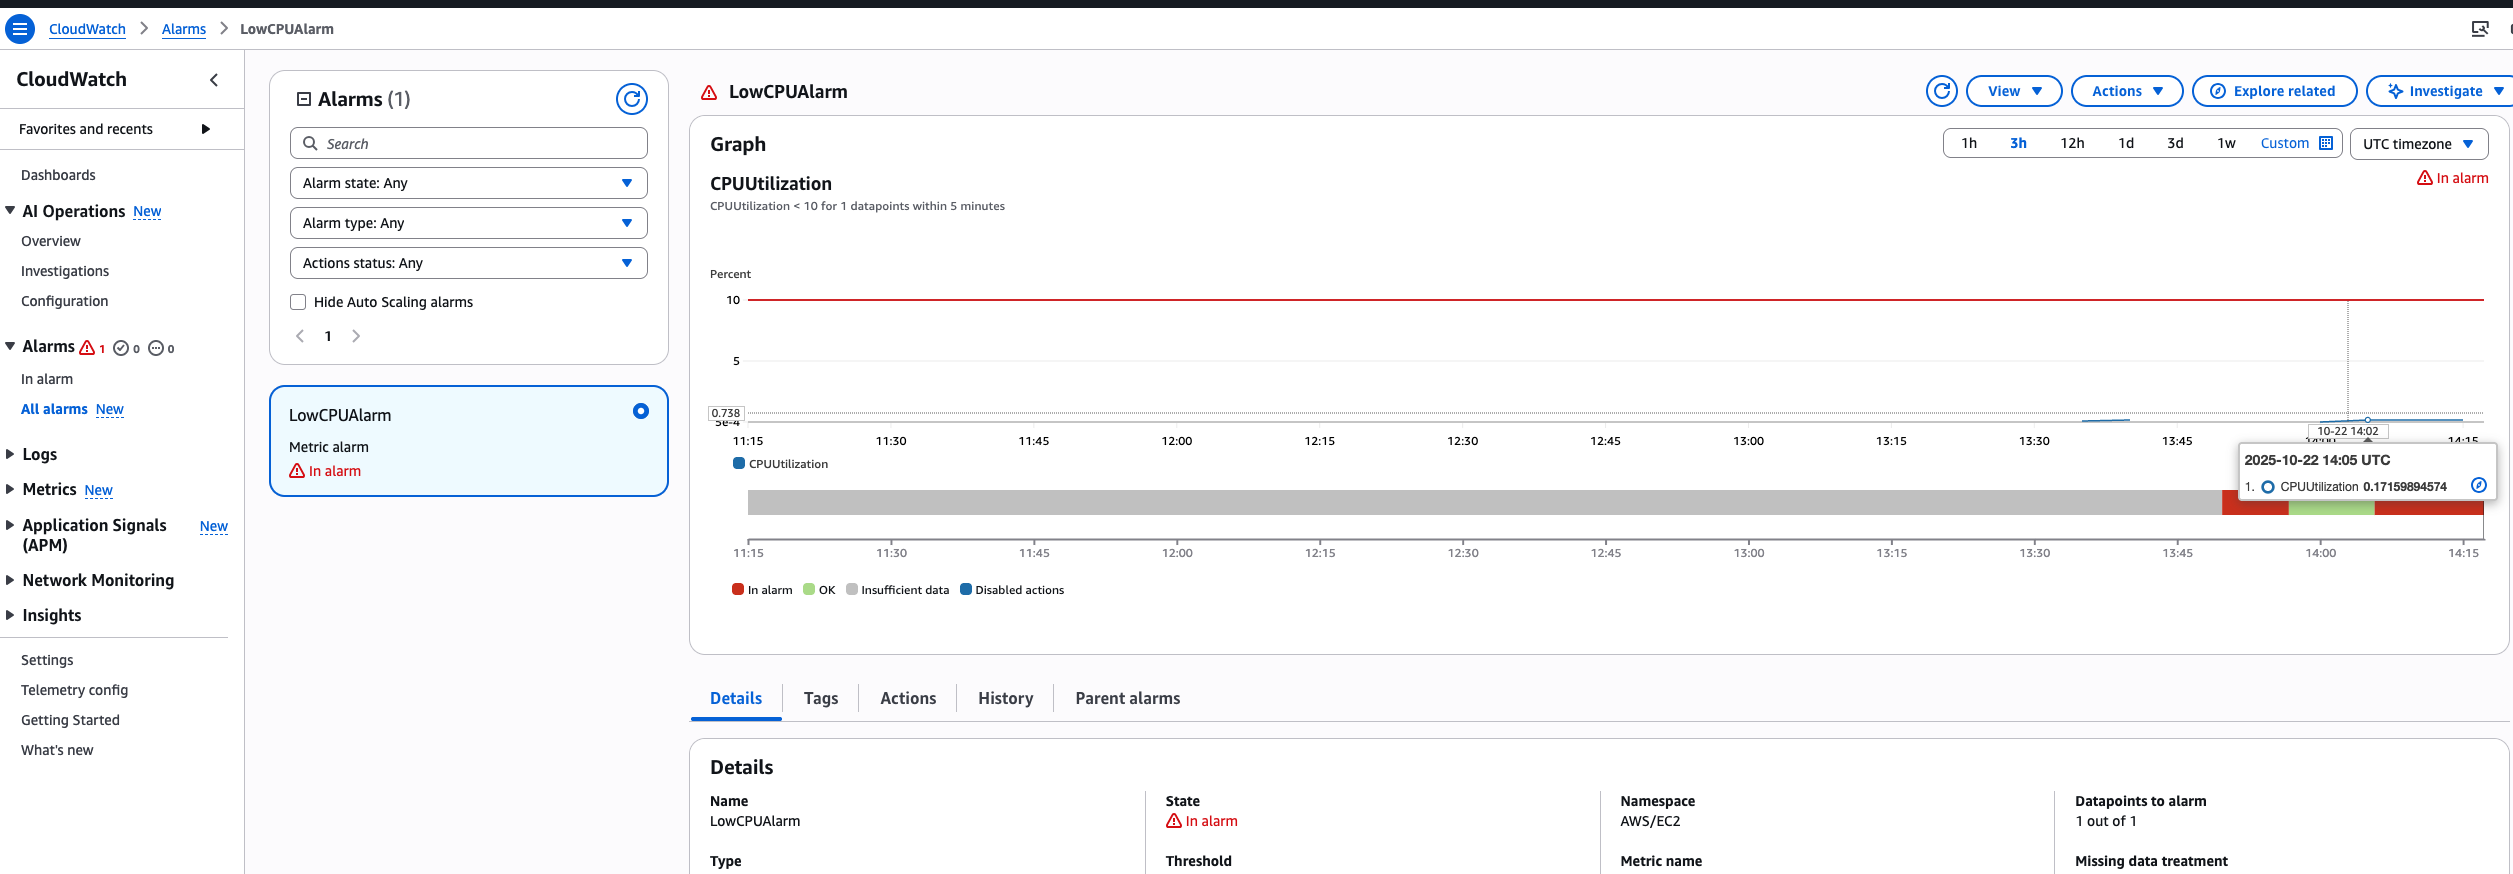 CloudWatch > Alarms > LowCPUAlarm
CloudWatch
Favorites and recents
Dashboards
AI Operations New
Overview
Investigations
Configuration
Alarms 1 0 0
In alarm
All alarms New
Logs
Metrics New
Application Signals (APM) New
Network Monitoring
Insights
Settings
Telemetry config
Getting Started
What's new
Alarms (1)
Search
Alarm state: Any
Alarm type: Any
Actions status: Any
Hide Auto Scaling alarms
1
LowCPUAlarm
Metric alarm
In alarm
LowCPUAlarm
View
Actions
Explore related
Investigate
Graph
1h 3h 12h 1d 3d 1w Custom
UTC timezone
CPUUtilization
In alarm
CPUUtilization < 10 for 1 datapoints within 5 minutes
Percent
10
5
0.738
5e-4
11:15 11:30 11:45 12:00 12:15 12:30 12:45 13:00 13:15 13:30 13:45 14:00 14:15
10-22 14:02
CPUUtilization
2025-10-22 14:05 UTC
1. CPUUtilization 0.17159894574
11:15 11:30 11:45 12:00 12:15 12:30 12:45 13:00 13:15 13:30 13:45 14:00 14:15
In alarm OK Insufficient data Disabled actions
Details Tags Actions History Parent alarms
Details
Name
LowCPUAlarm
State
In alarm
Namespace
AWS/EC2
Datapoints to alarm
1 out of 1
Type
Threshold
Metric name
Missing data treatment